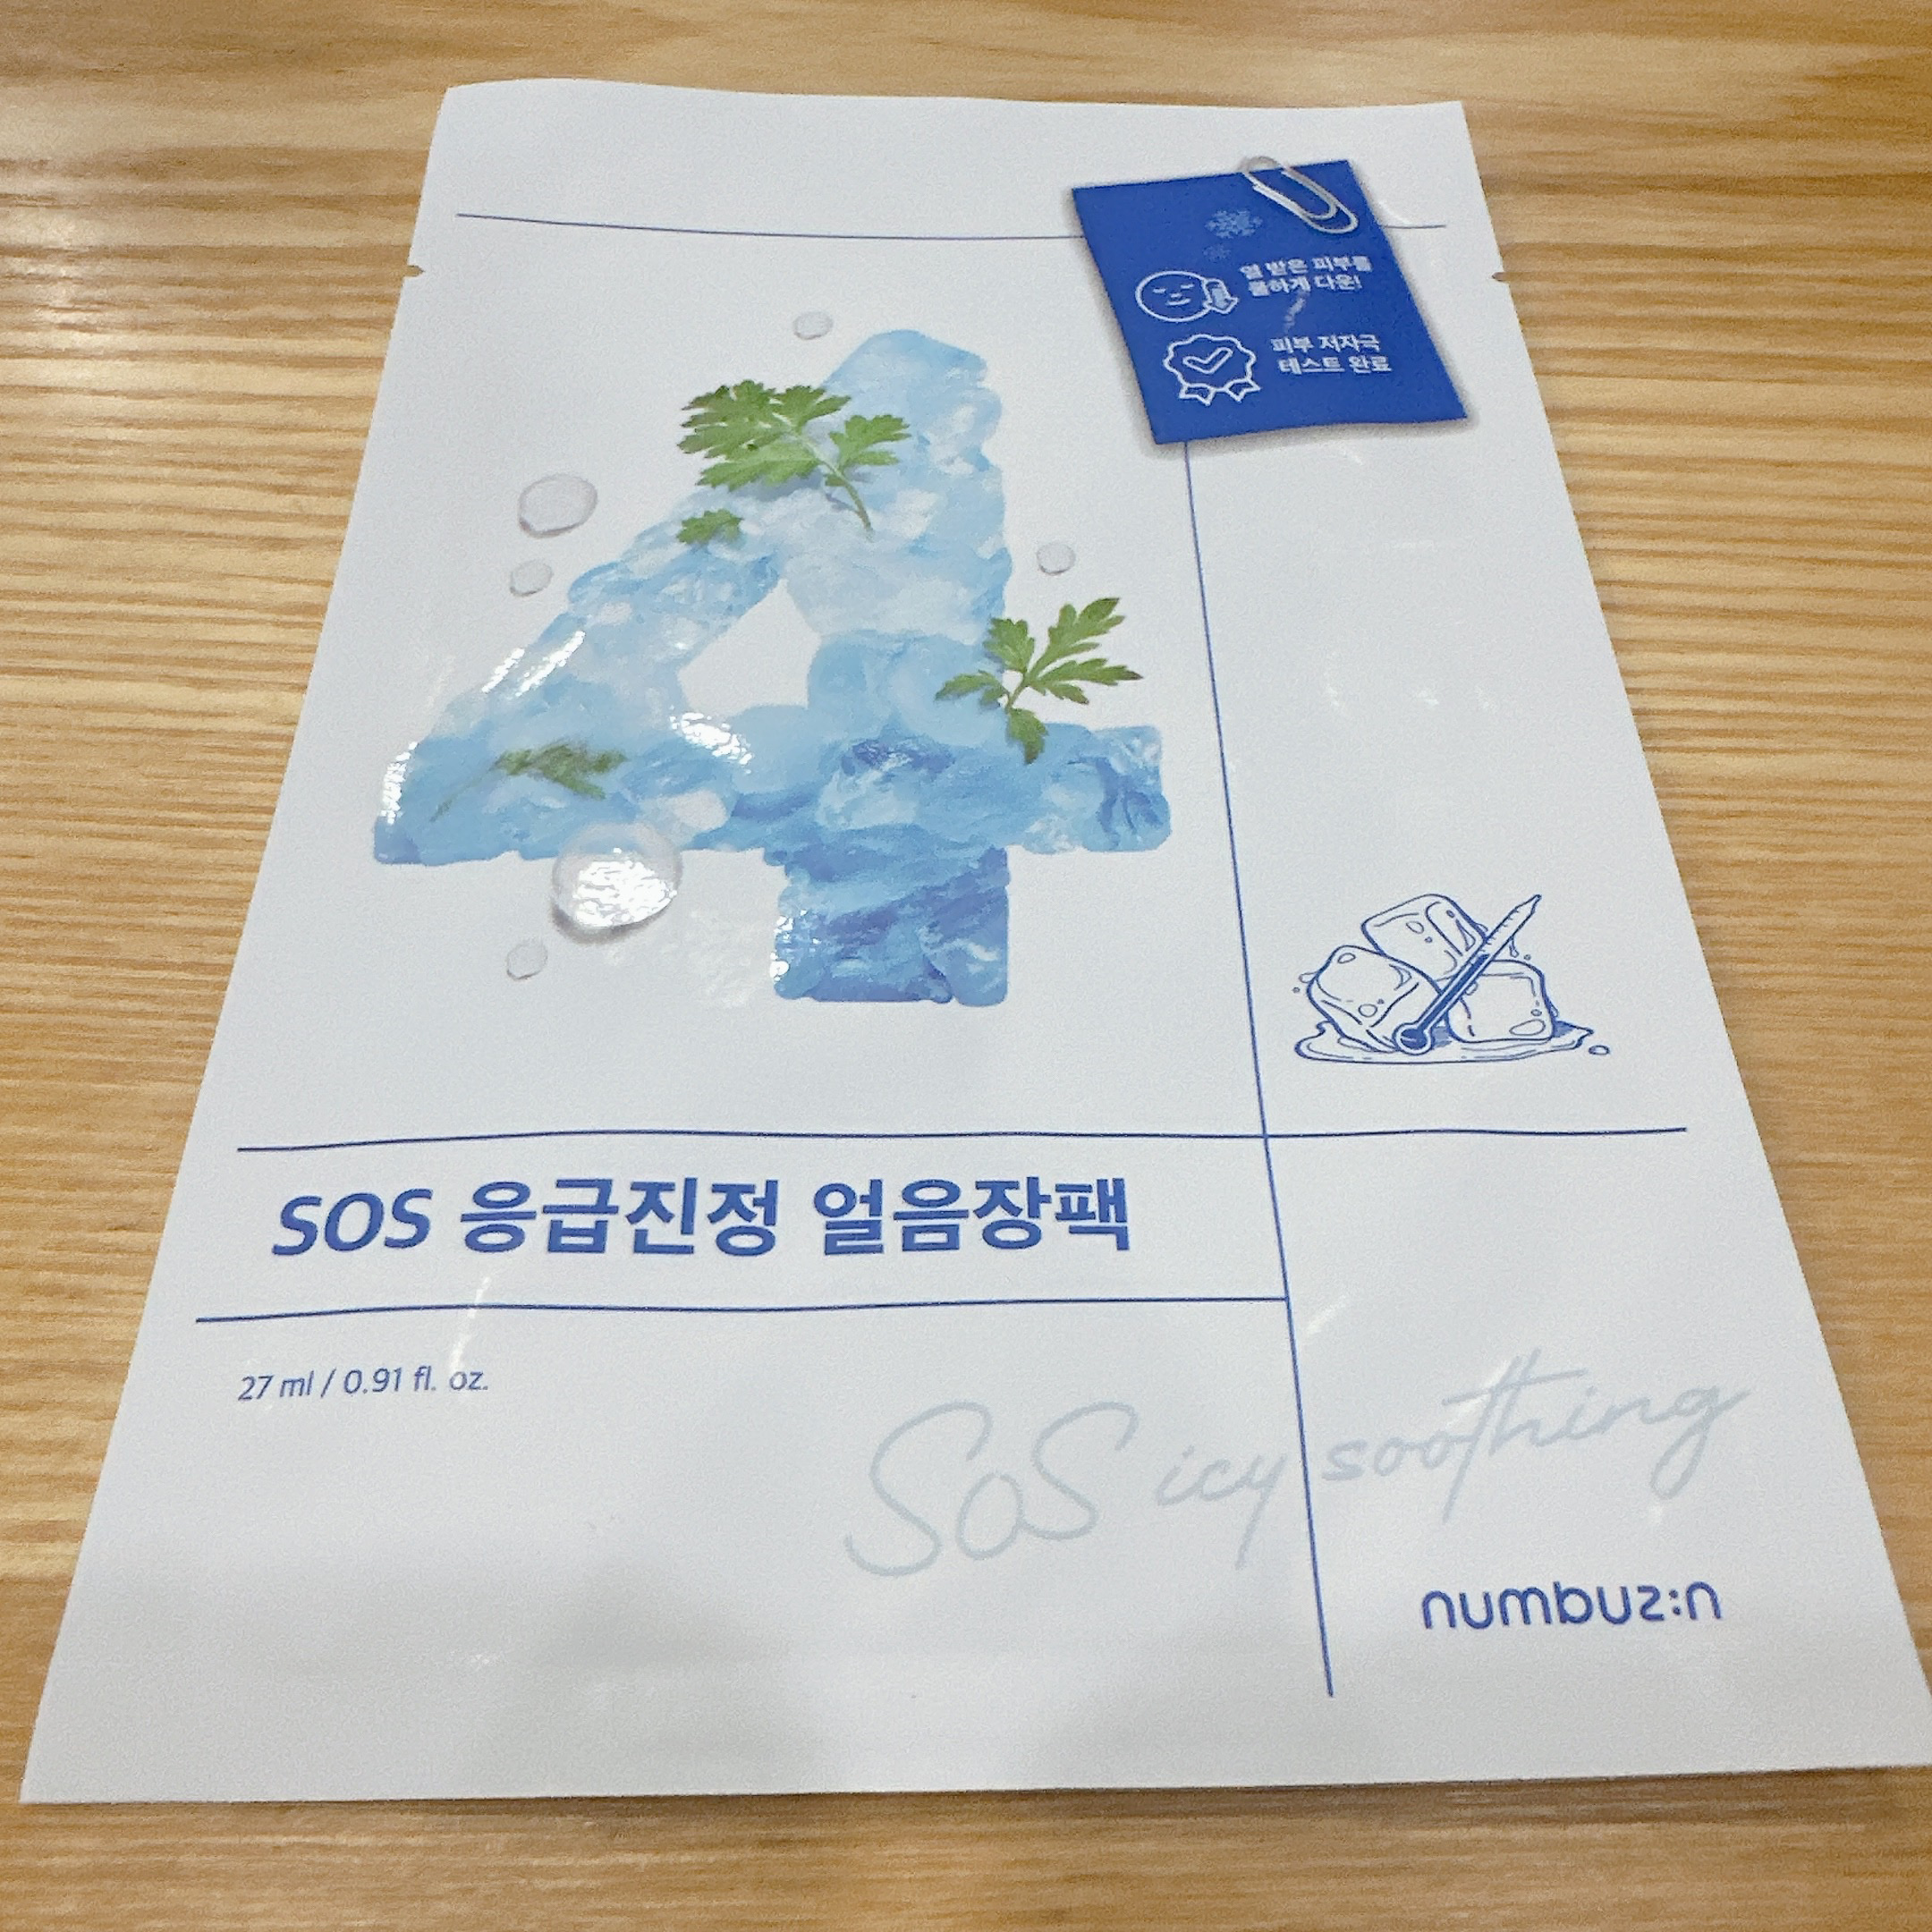 열 받은 피부를
쿨하게 다운!
피부 저자극
테스트 완료
4
SOS 응급진정 얼음장팩
27 ml / 0.91 fl. oz.
SOS icy soothing
numbuz:n